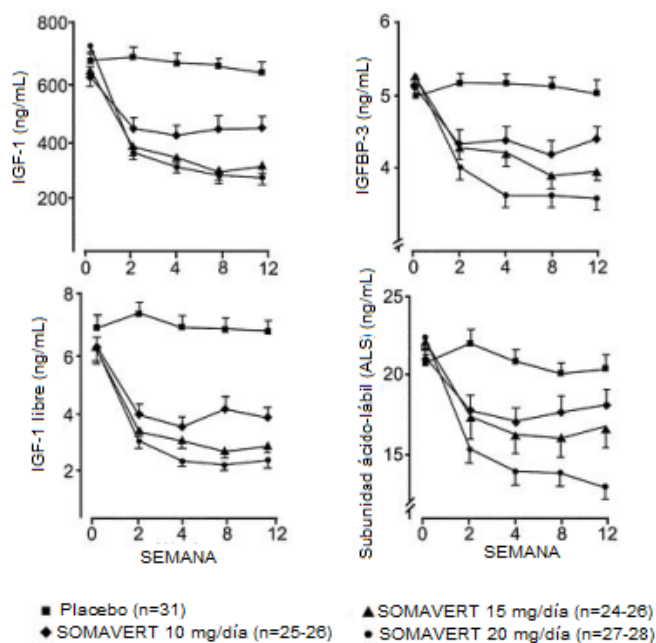 800
600
400
200
IGF-1 (ng/mL)
0 2 4 8 12
6
5
4
IGFBP-3 (ng/mL)
0 2 4 8 12
8
6
4
2
IGF-1 libre (ng/mL)
0 2 4 8 12
SEMANA
25
20
15
Subunidad ácido-lábil (ALS) (ng/mL)
0 2 4 8 12
SEMANA
Placebo (n=31)
SOMAVERT 10 mg/día (n=25-26)
SOMAVERT 15 mg/día (n=24-26)
SOMAVERT 20 mg/día (n=27-28)